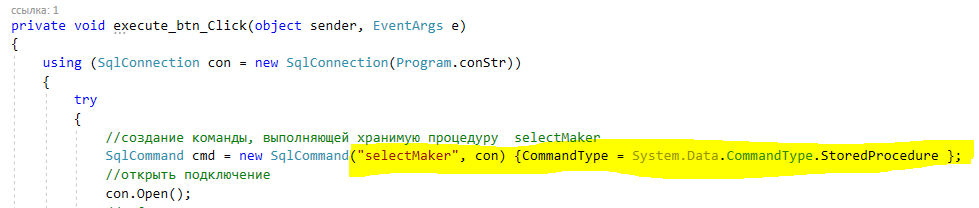 ссылка: 1
private void execute_btn_Click(object sender, EventArgs e)
{
using (SqlConnection con = new SqlConnection(Program.conStr))
{
try
{
//создание команды, выполняющей хранимую процедуру  selectMaker
SqlCommand cmd = new SqlCommand("selectMaker", con) {CommandType = System.Data.CommandType.StoredProcedure };
//открыть подключение
con.Open();